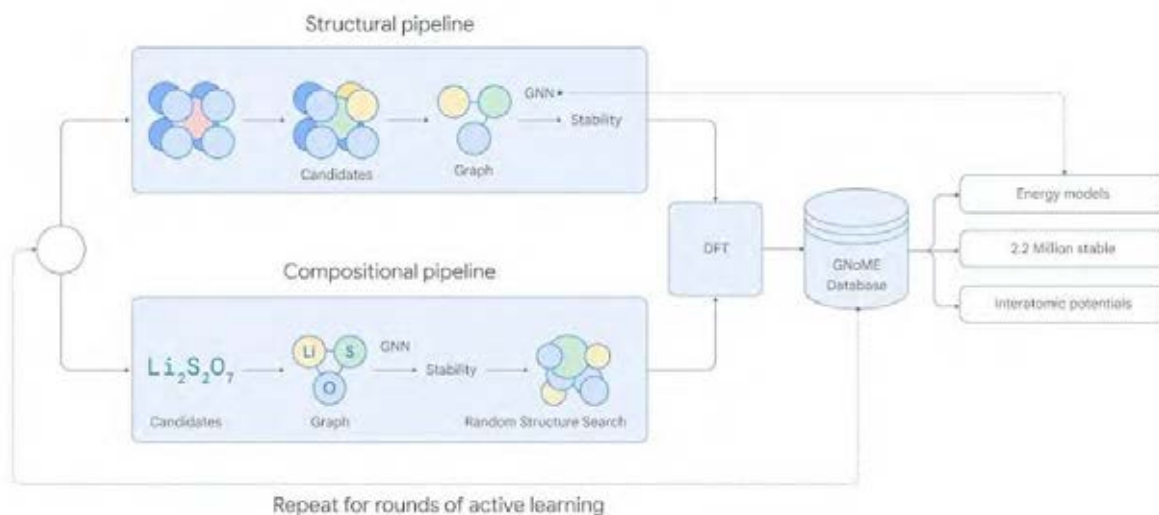 Structural pipeline
GNN
Stability
Candidates
Graph
Energy models
DFT
GNoME
Database
2.2 Million stable
Interatomic potentials
Compositional pipeline
Li₂S₂O₇
Li
S
O
GNN
Stability
Candidates
Graph
Random Structure Search
Repeat for rounds of active learning